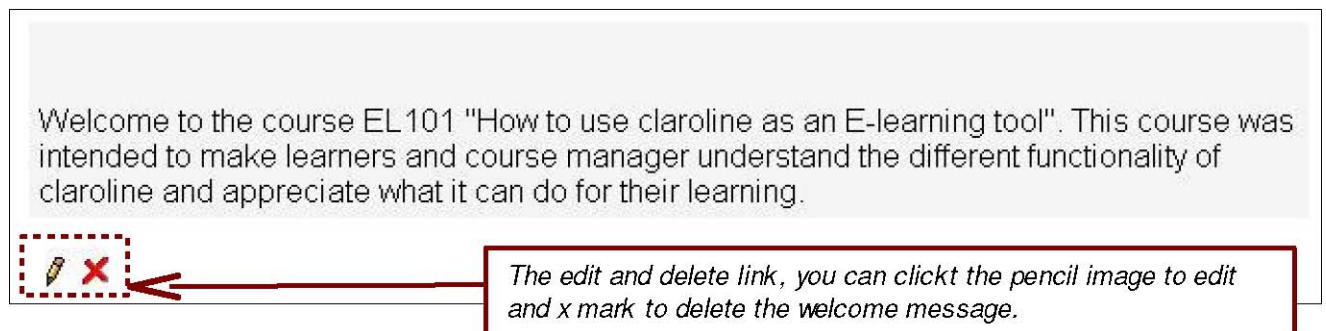 Welcome to the course EL101 "How to use claroline as an E-learning tool". This course was
intended to make learners and course manager understand the different functionality of
claroline and appreciate what it can do for their learning.
The edit and delete link, you can clickt the pencil image to edit
and x mark to delete the welcome message.